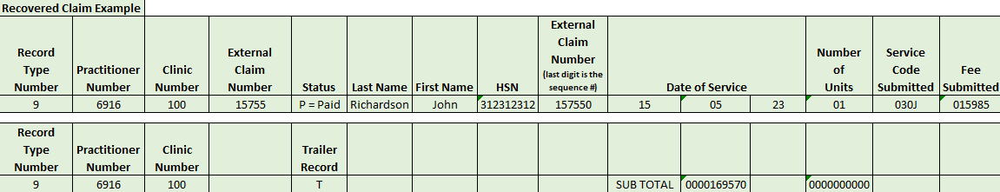 Recovered Claim Example
Record Type Number Practitioner Number Clinic Number External Claim Number Status Last Name First Name HSN External Claim Number (last digit is the sequence #) Date of Service Number of Units Service Code Submitted Fee Submitted
9 6916 100 15755 P = Paid Richardson John 312312312 157550 15 05 23 01 030J 015985
Record Type Number Practitioner Number Clinic Number Trailer Record
9 6916 100 T SUB TOTAL 0000169570 0000000000